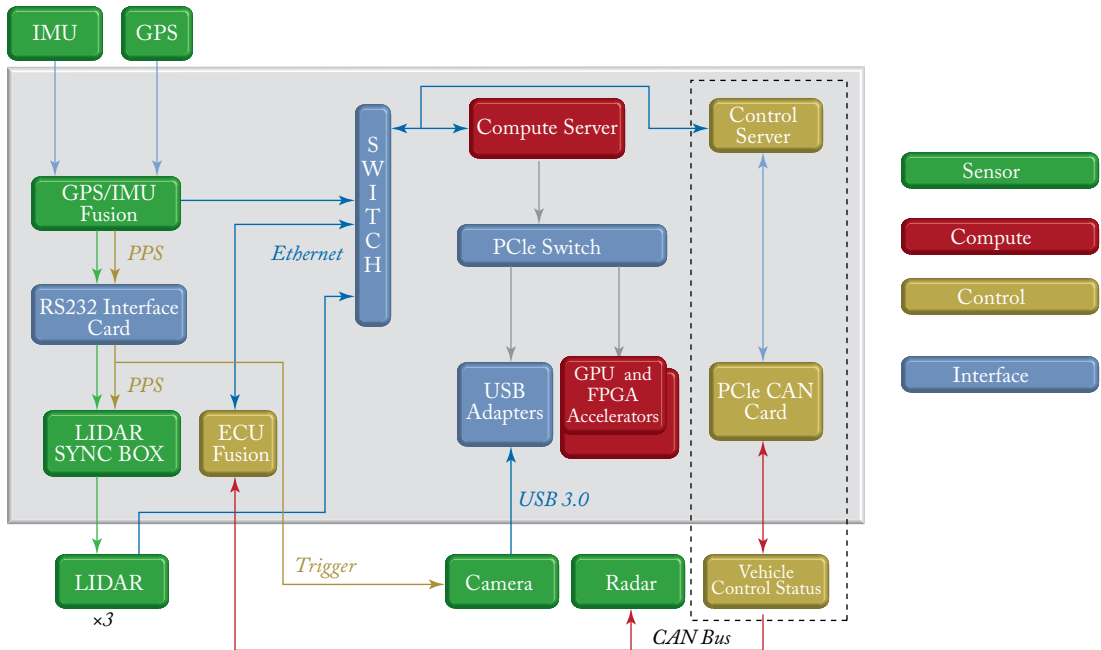 IMU
GPS
GPS/IMU
Fusion
PPS
RS232 Interface
Card
PPS
LIDAR
SYNC BOX
ECU
Fusion
LIDAR
×3
Ethernet
S
W
I
T
C
H
Compute Server
PCle Switch
USB
Adapters
GPU and
FPGA
Accelerators
USB 3.0
Trigger
Camera
Radar
CAN Bus
Control
Server
PCle CAN
Card
Vehicle
Control Status
Sensor
Compute
Control
Interface